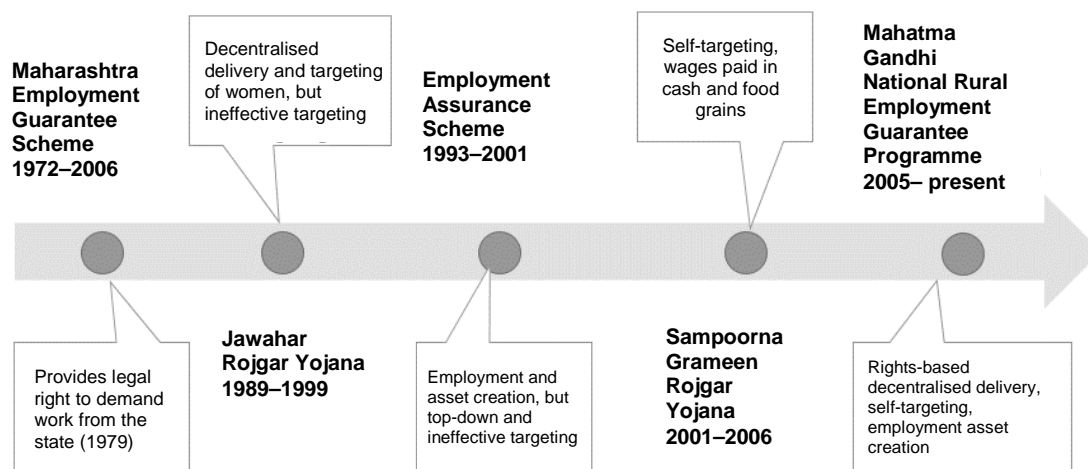 Maharashtra
Employment
Guarantee
Scheme
1972–2006
Decentralised
delivery and targeting
of women, but
ineffective targeting
Employment
Assurance
Scheme
1993–2001
Self-targeting,
wages paid in
cash and food
grains
Mahatma
Gandhi
National Rural
Employment
Guarantee
Programme
2005– present
Provides legal
right to demand
work from the
state (1979)
Jawahar
Rojgar Yojana
1989–1999
Employment and
asset creation, but
top-down and
ineffective targeting
Sampoorna
Grameen
Rojgar
Yojana
2001–2006
Rights-based
decentralised delivery,
self-targeting,
employment asset
creation